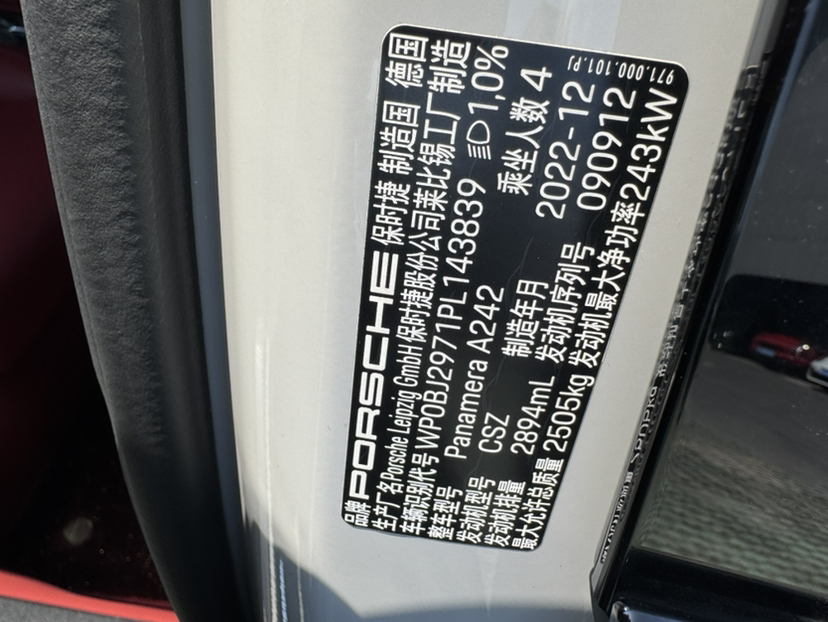 品牌 PORSCHE 保时捷 制造国 德国
生产厂名 Porsche Leipzig GmbH 保时捷股份公司莱比锡工厂制造
车辆识别代号 WP0BJ2971PL143839 1,0%
整车型号 Panamera A242 乘坐人数 4
发动机型号 CSZ 制造年月 2022-12
发动机排量 2894mL 发动机序列号 090912
最大允许总质量 2505kg 发动机最大净功率 243kW
971.000.101.PJ